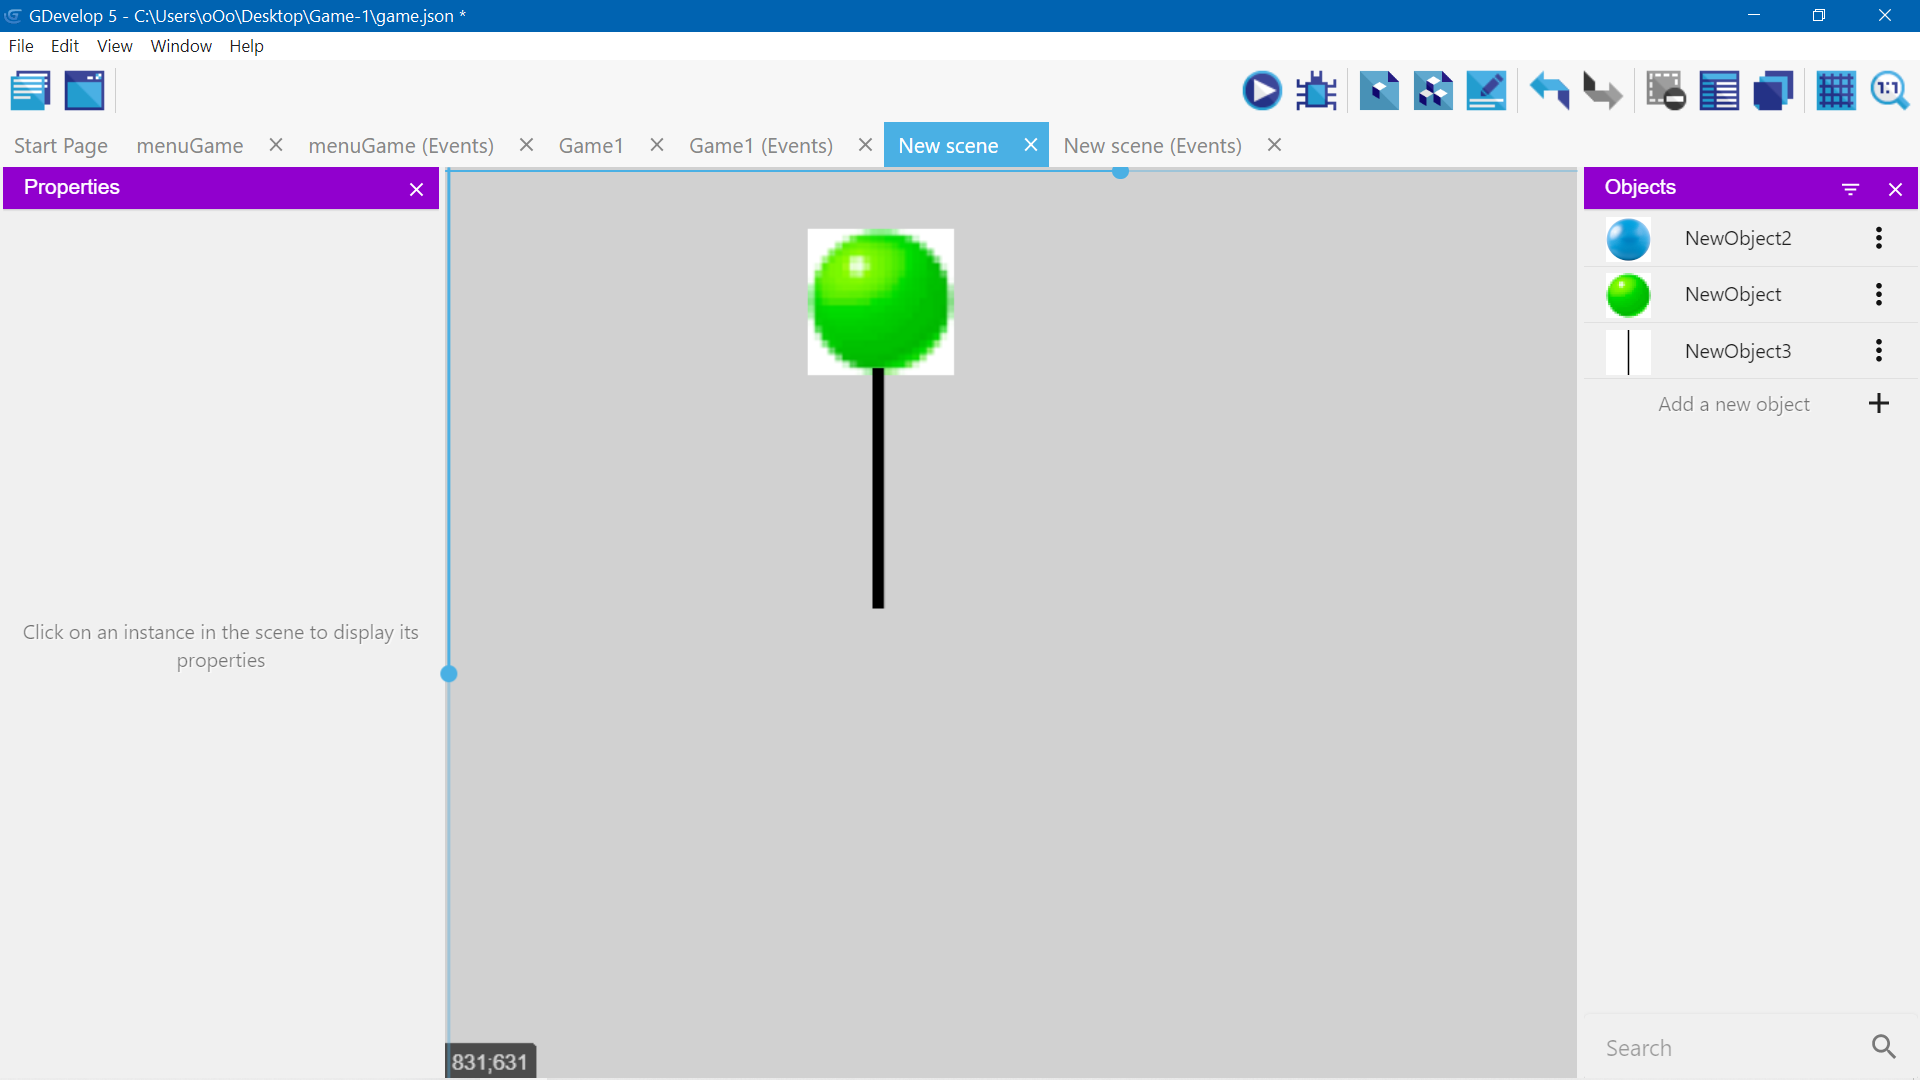 GDevelop 5 - C:\Users\oOo\Desktop\Game-1\game.json *
File Edit View Window Help
1:1
Start Page menuGame menuGame (Events) Game1 Game1 (Events) New scene New scene (Events)
Properties
Objects
NewObject2
NewObject
NewObject3
Add a new object
Click on an instance in the scene to display its
properties
831;631
Search